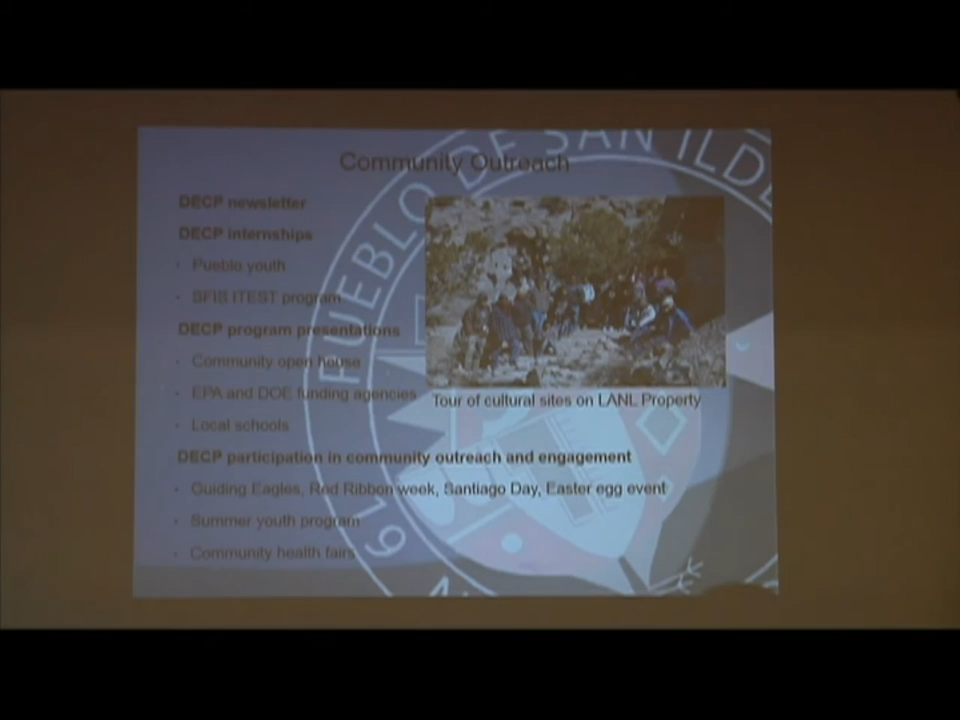 Community Outreach
DECP newsletter
DECP internships
· Pueblo youth
· SFIS ITEST program
DECP program presentations
· Community open house
· EPA and DOE funding agencies
· Local schools
Tour of cultural sites on LANL Property
DECP participation in community outreach and engagement
· Guiding Eagles, Red Ribbon week, Santiago Day, Easter egg event
· Summer youth program
· Community health fairs
PUEBLO DE SAN ILDE